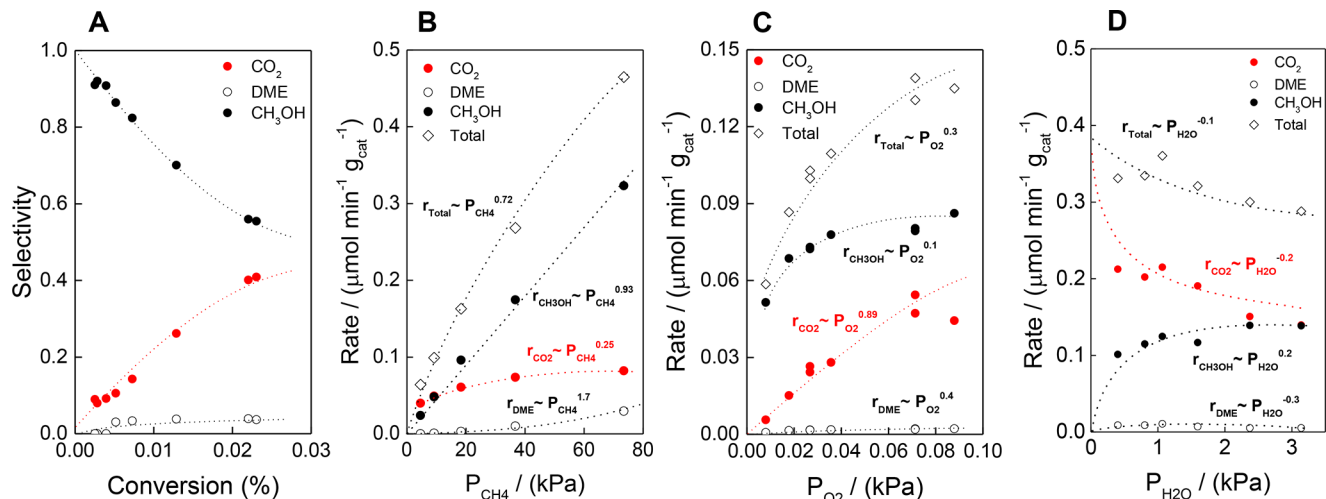 A
Selectivity
1.0
0.8
0.6
0.4
0.2
0.0
CO2
DME
CH3OH
0.00
0.01
0.02
0.03
Conversion (%)
B
Rate / (μmol min⁻¹ gcat⁻¹)
0.5
0.4
0.3
0.2
0.1
0.0
CO2
DME
CH3OH
Total
rTotal~ PCH4^0.72
rCH3OH~ PCH4^0.93
rCO2~ PCH4^0.25
rDME~ PCH4^1.7
0
20
40
60
80
PCH4 / (kPa)
C
Rate / (μmol min⁻¹ gcat⁻¹)
0.15
0.12
0.09
0.06
0.03
0.00
CO2
DME
CH3OH
Total
rTotal~ PO2^0.3
rCH3OH~ PO2^0.1
rCO2~ PO2^0.89
rDME~ PO2^0.4
0.00
0.02
0.04
0.06
0.08
0.10
PO2 / (kPa)
D
Rate / (μmol min⁻¹ gcat⁻¹)
0.5
0.4
0.3
0.2
0.1
0.0
CO2
DME
CH3OH
Total
rTotal~ PH2O^-0.1
rCO2~ PH2O^-0.2
rCH3OH~ PH2O^0.2
rDME~ PH2O^-0.3
0
1
2
3
PH2O / (kPa)